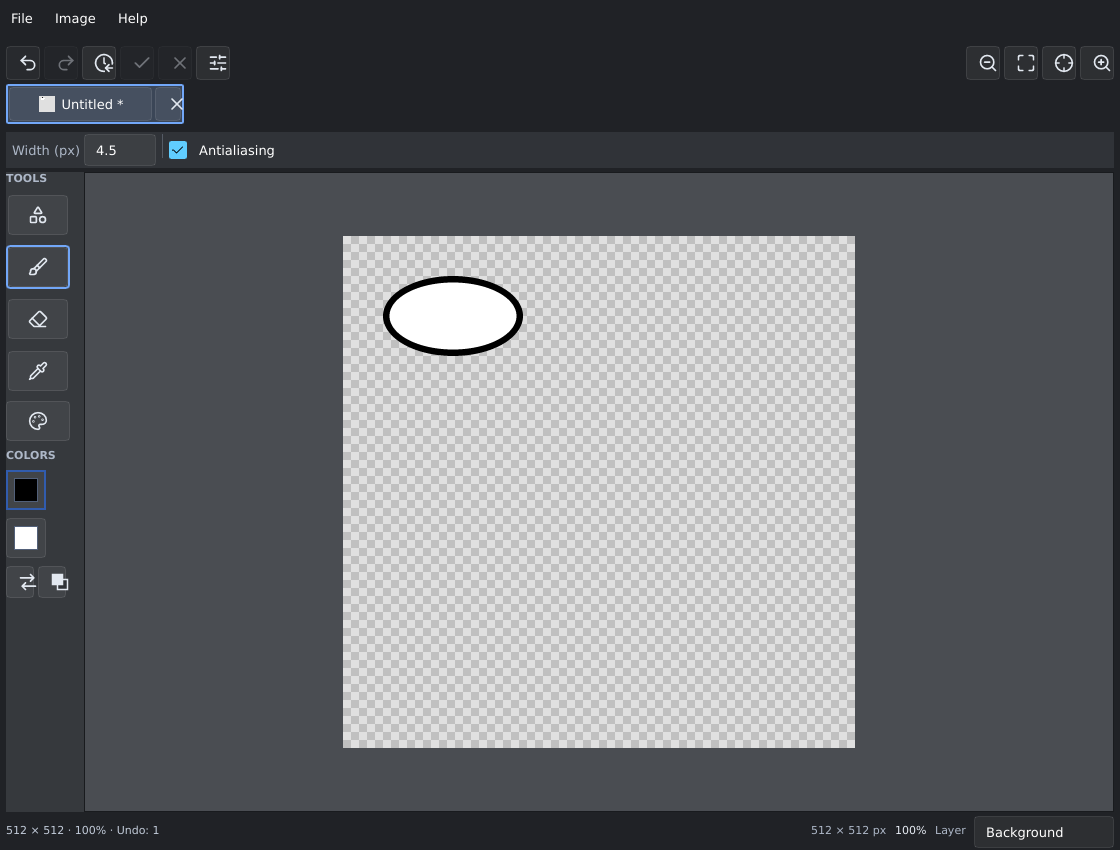 File Image Help
Untitled *
Width (px) 4.5 Antialiasing
TOOLS
COLORS
512 × 512 · 100% · Undo: 1
512 × 512 px 100% Layer Background